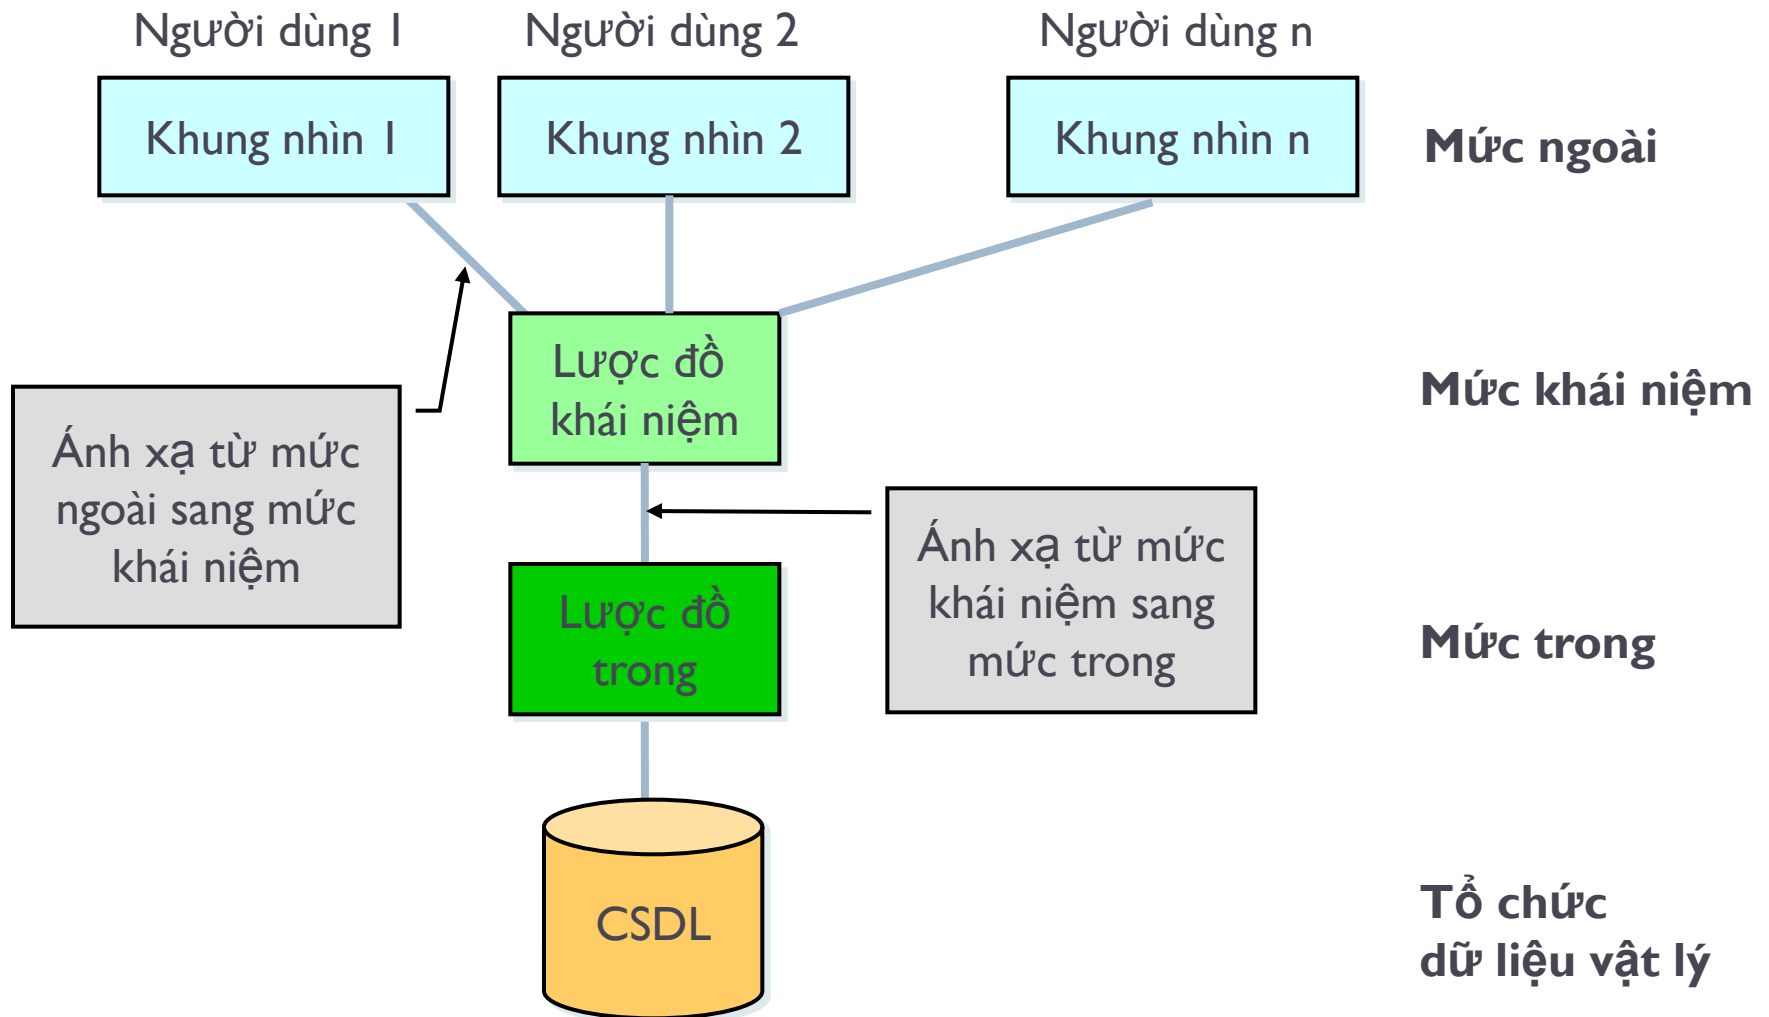 Người dùng 1
Người dùng 2
Người dùng n
Khung nhìn 1
Khung nhìn 2
Khung nhìn n
Mức ngoài
Lược đồ
khái niệm
Mức khái niệm
Ánh xạ từ mức
ngoài sang mức
khái niệm
Ánh xạ từ mức
khái niệm sang
mức trong
Lược đồ
trong
Mức trong
CSDL
Tổ chức
dữ liệu vật lý